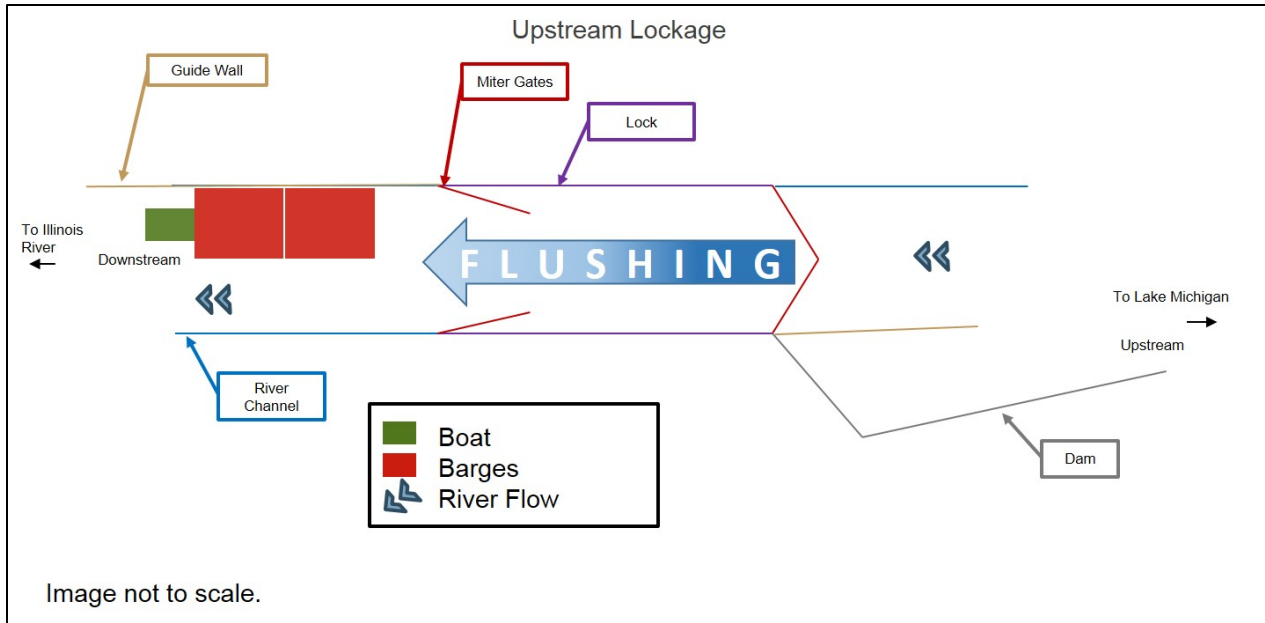 Upstream Lockage
Guide Wall
Miter Gates
Lock
To Illinois
River
Downstream
FLUSHING
To Lake Michigan
Upstream
River
Channel
Dam
Boat
Barges
River Flow
Image not to scale.